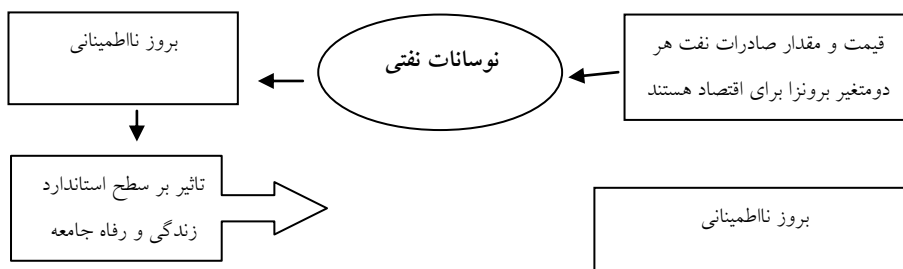 قیمت و مقدار صادرات نفت هر
دومتغیر برونزا برای اقتصاد هستند
نوسانات نفتی
بروز نااطمینانی
تاثیر بر سطح استاندارد
زندگی و رفاه جامعه
بروز نااطمینانی